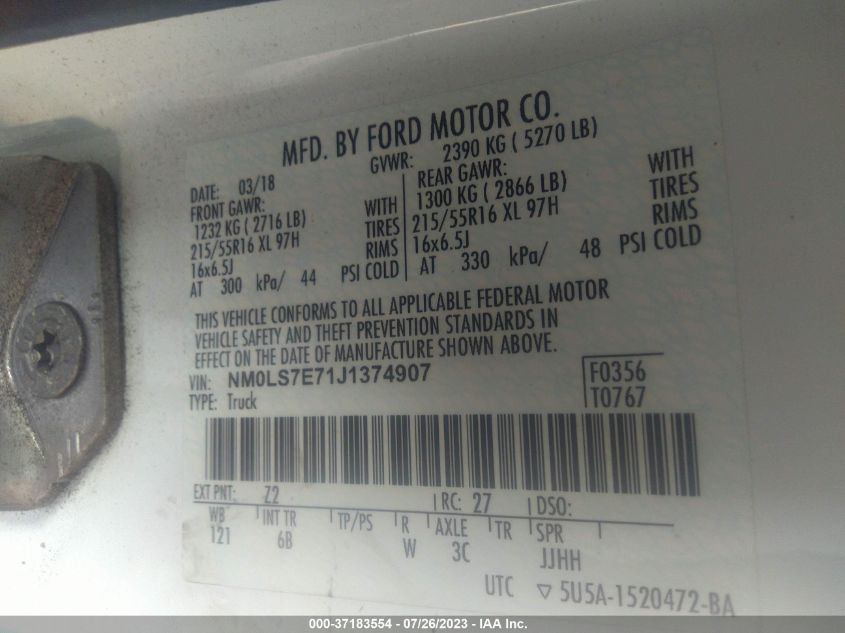 MFD. BY FORD MOTOR CO.
DATE: 03/18 GVWR: 2390 KG ( 5270 LB)
FRONT GAWR: WITH REAR GAWR: WITH
1232 KG ( 2716 LB) TIRES 1300 KG ( 2866 LB) TIRES
215/55R16 XL 97H RIMS 215/55R16 XL 97H RIMS
16x6.5J 16x6.5J
AT 300 kPa/ 44 PSI COLD AT 330 kPa/ 48 PSI COLD
THIS VEHICLE CONFORMS TO ALL APPLICABLE FEDERAL MOTOR
VEHICLE SAFETY AND THEFT PREVENTION STANDARDS IN
EFFECT ON THE DATE OF MANUFACTURE SHOWN ABOVE.
VIN: NM0LS7E71J1374907 F0356
TYPE: Truck T0767
EXT PNT: Z2 RC: 27 DSO:
WB INT TR TP/PS R AXLE TR SPR
121 6B W 3C JJHH
UTC ▽ 5U5A-1520472-BA
000-37183554 / 07/26/2023 - IAA Inc.